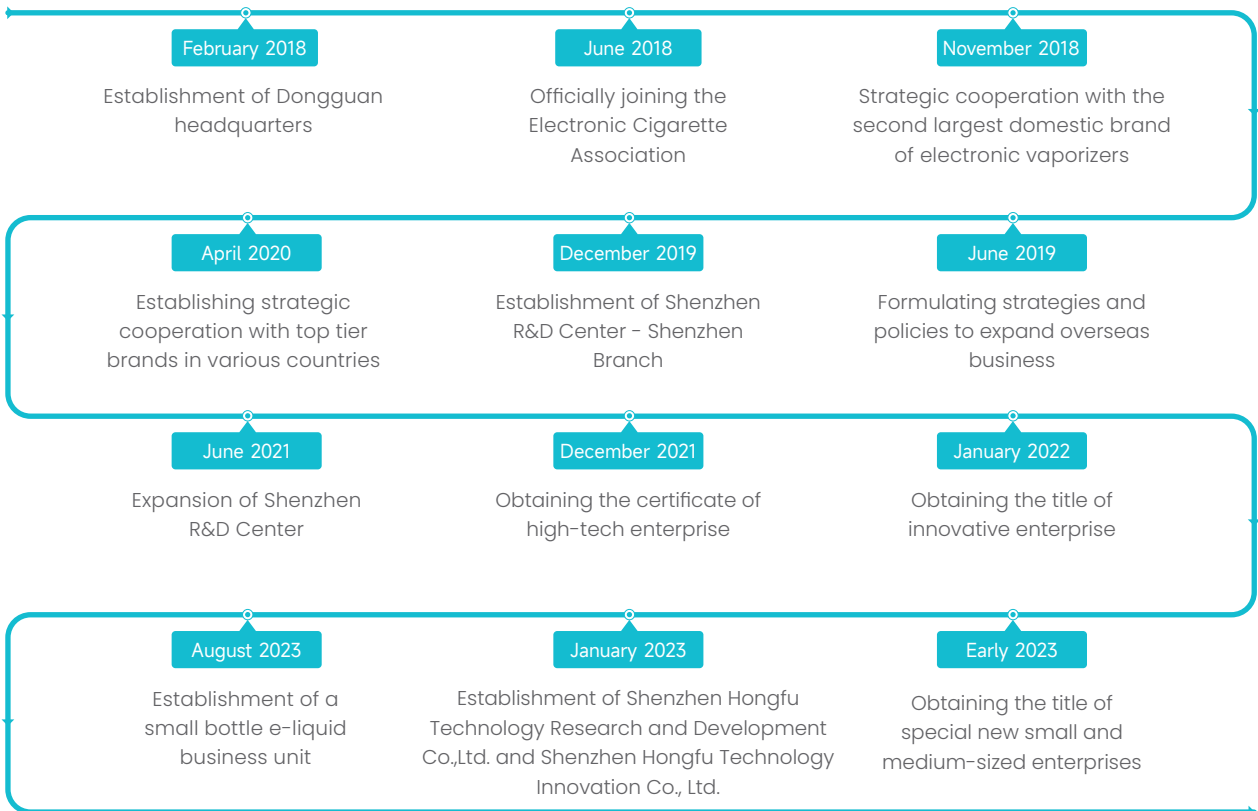 February 2018
Establishment of Dongguan
headquarters
June 2018
Officially joining the
Electronic Cigarette
Association
November 2018
Strategic cooperation with the
second largest domestic brand
of electronic vaporizers
April 2020
Establishing strategic
cooperation with top tier
brands in various countries
December 2019
Establishment of Shenzhen
R&D Center - Shenzhen
Branch
June 2019
Formulating strategies and
policies to expand overseas
business
June 2021
Expansion of Shenzhen
R&D Center
December 2021
Obtaining the certificate of
high-tech enterprise
January 2022
Obtaining the title of
innovative enterprise
August 2023
Establishment of a
small bottle e-liquid
business unit
January 2023
Establishment of Shenzhen Hongfu
Technology Research and Development
Co.,Ltd. and Shenzhen Hongfu Technology
Innovation Co., Ltd.
Early 2023
Obtaining the title of
special new small and
medium-sized enterprises